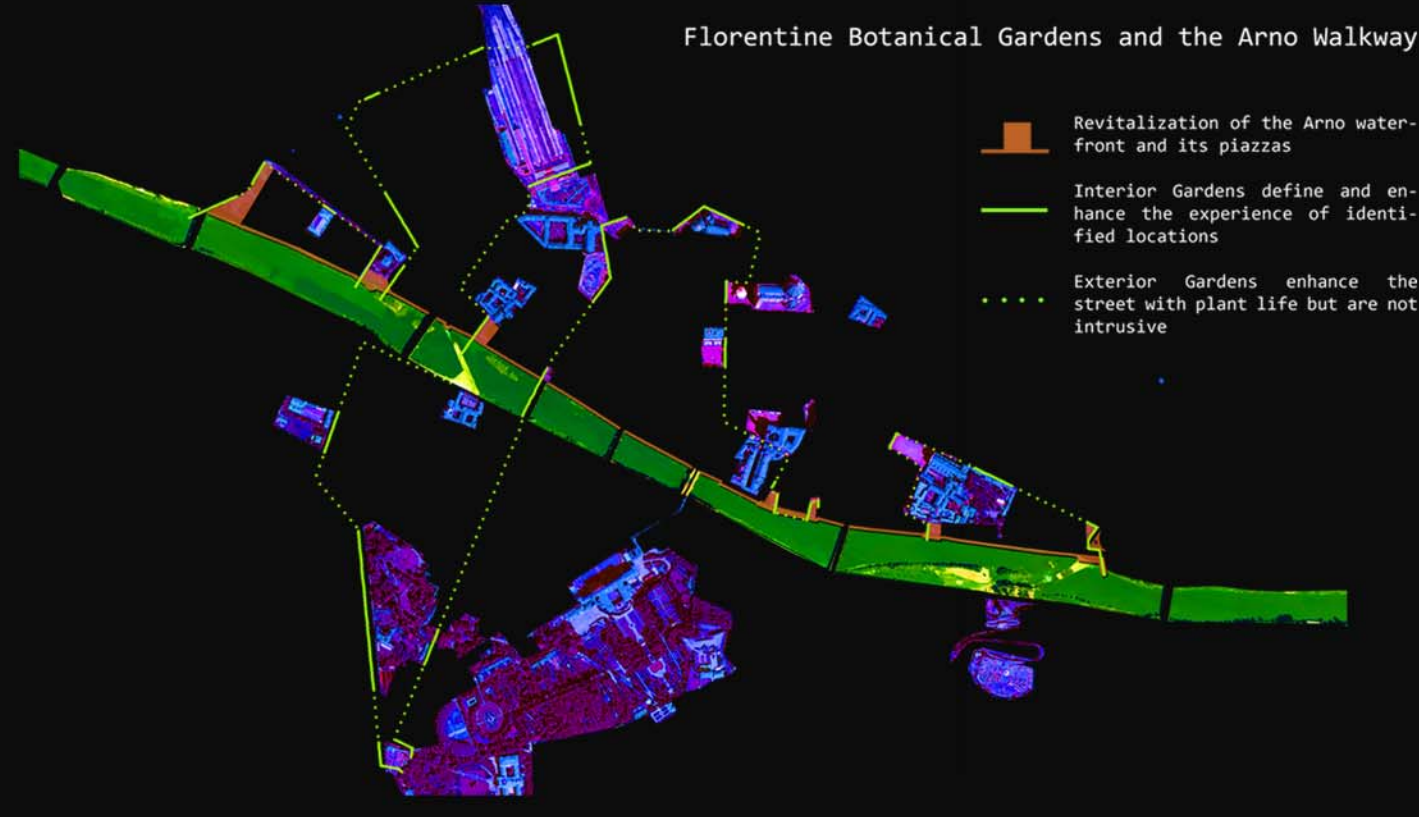 Florentine Botanical Gardens and the Arno Walkway
Revitalization of the Arno water-
front and its piazzas
Interior Gardens define and en-
hance the experience of identi-
fied locations
Exterior Gardens enhance the
street with plant life but are not
intrusive